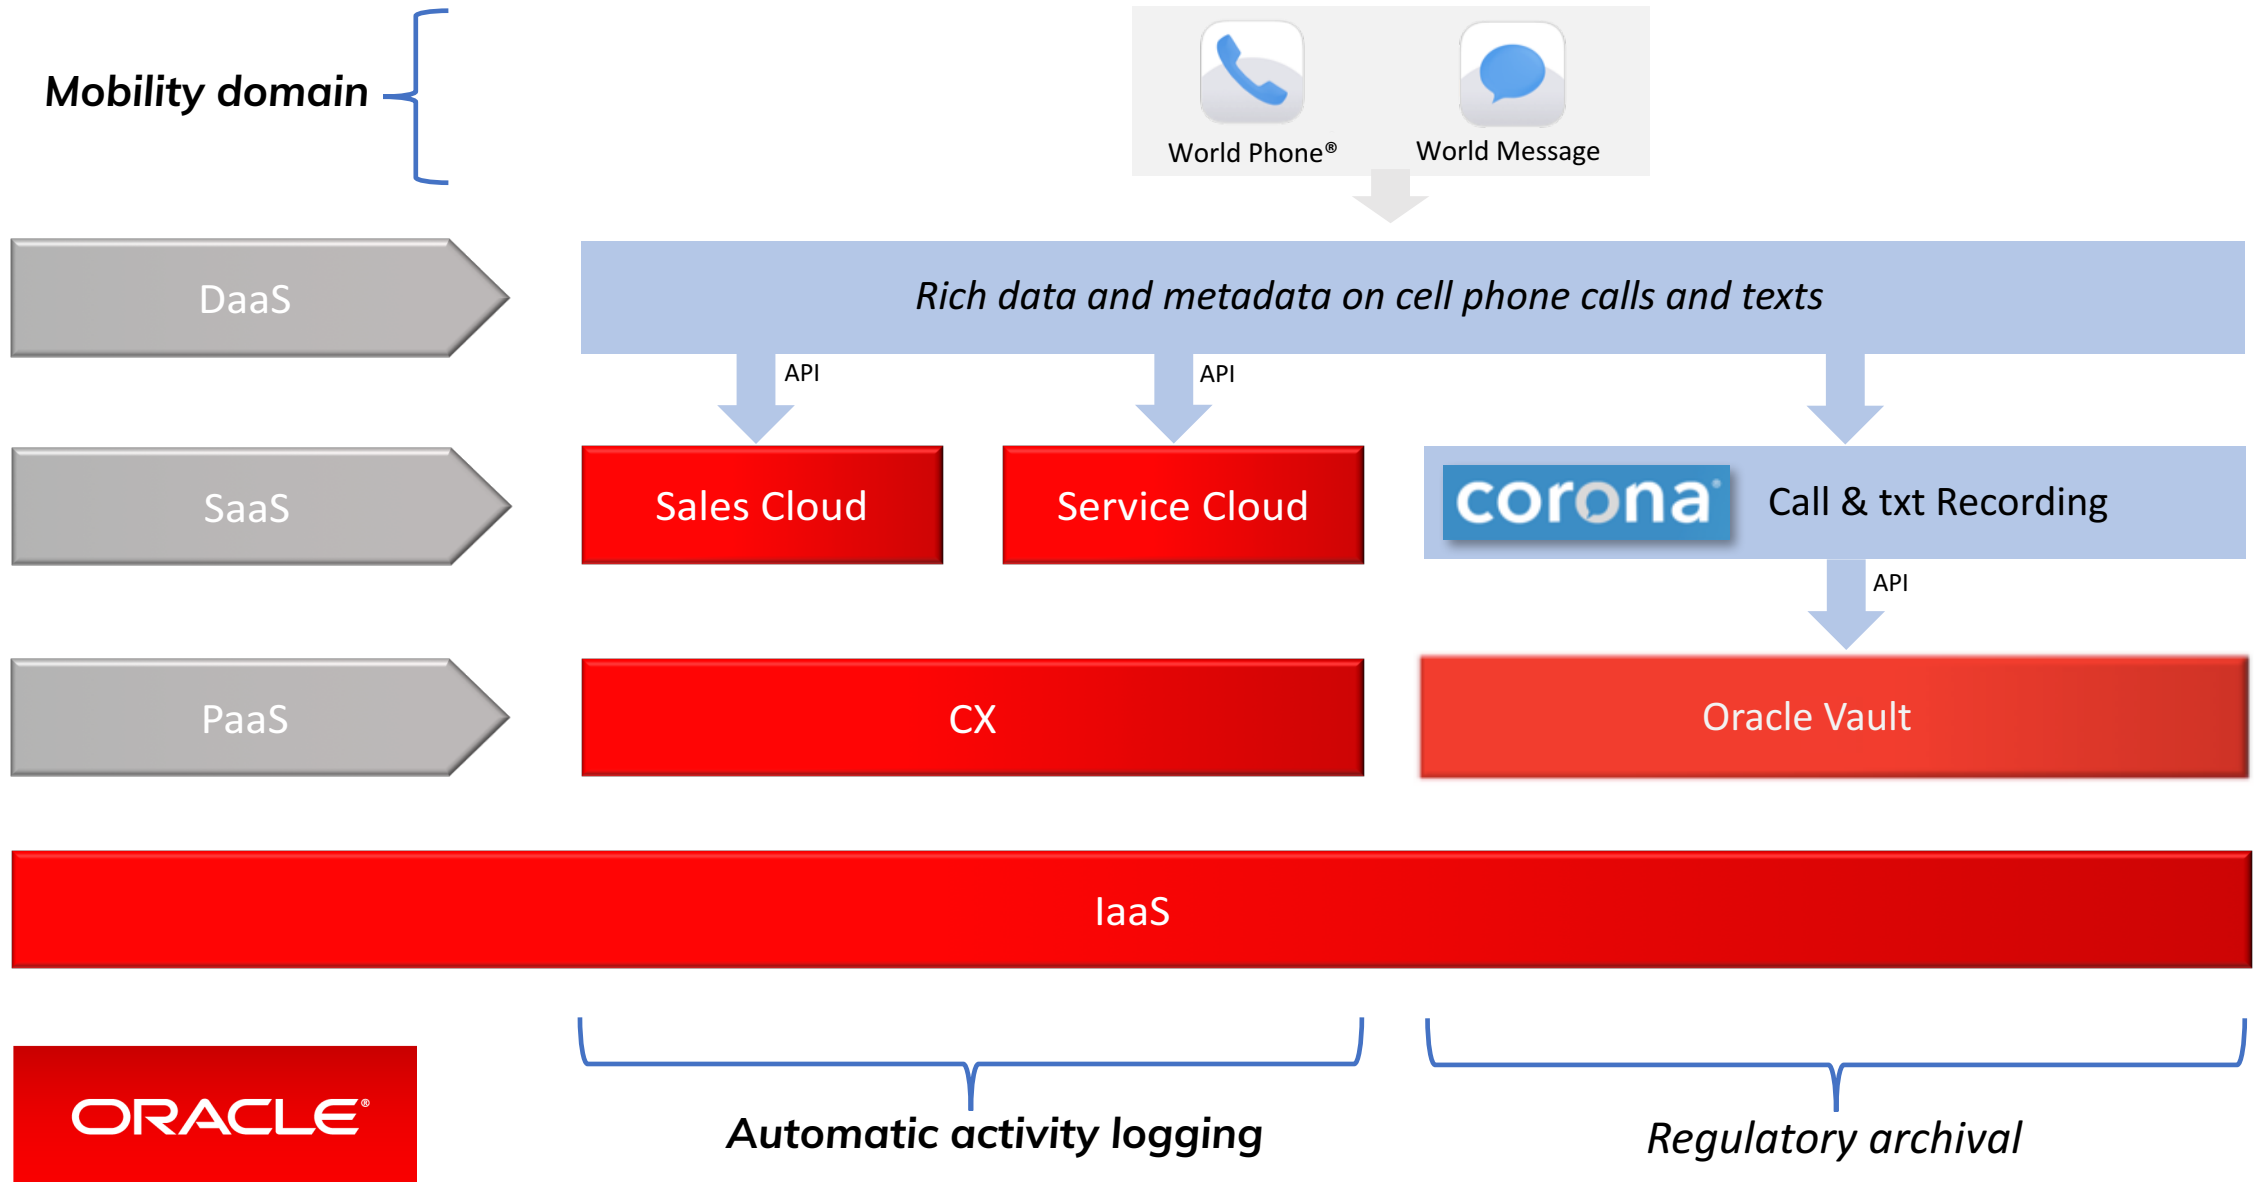 Mobility domain
World Phone®
World Message
DaaS
Rich data and metadata on cell phone calls and texts
API
API
SaaS
Sales Cloud
Service Cloud
corona®
Call & txt Recording
API
PaaS
CX
Oracle Vault
IaaS
ORACLE®
Automatic activity logging
Regulatory archival